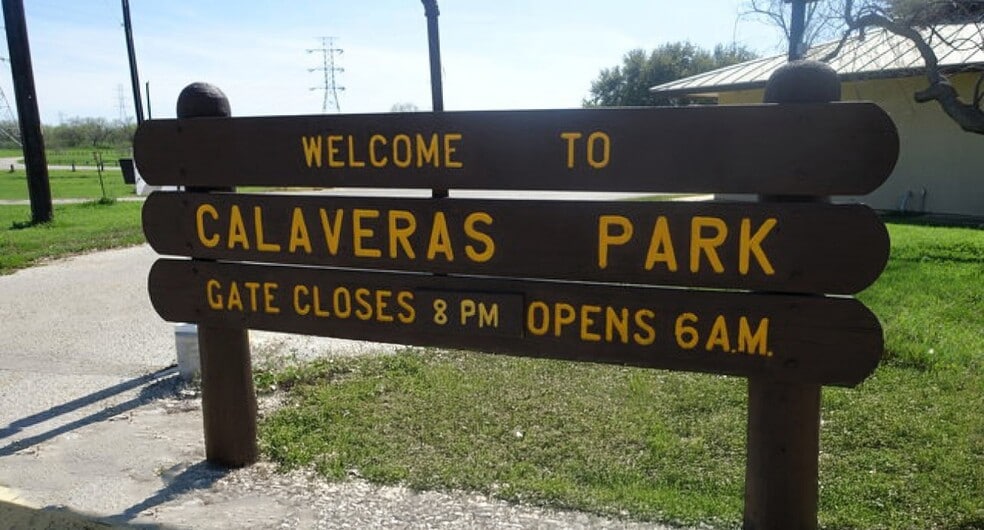 WELCOME TO
CALAVERAS PARK
GATE CLOSES 8 PM OPENS 6 A.M.